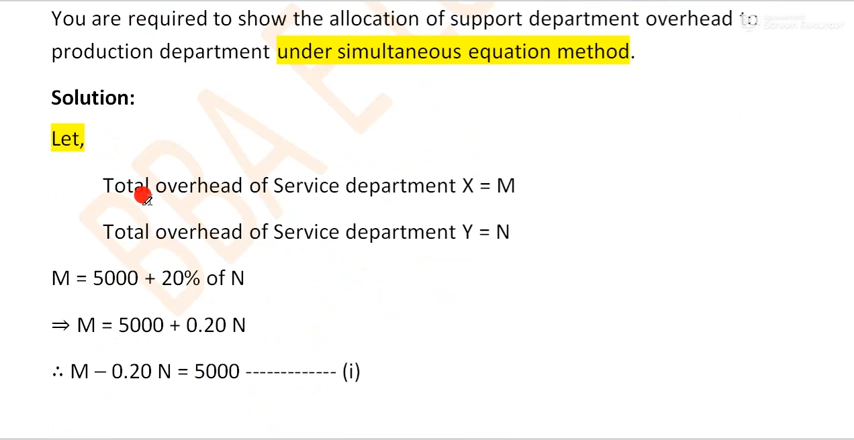 You are required to show the allocation of support department overhead to
production department under simultaneous equation method.
Solution:
Let,
Total overhead of Service department X = M
Total overhead of Service department Y = N
M = 5000 + 20% of N
⇒ M = 5000 + 0.20 N
∴ M – 0.20 N = 5000 ------------- (i)
BBA